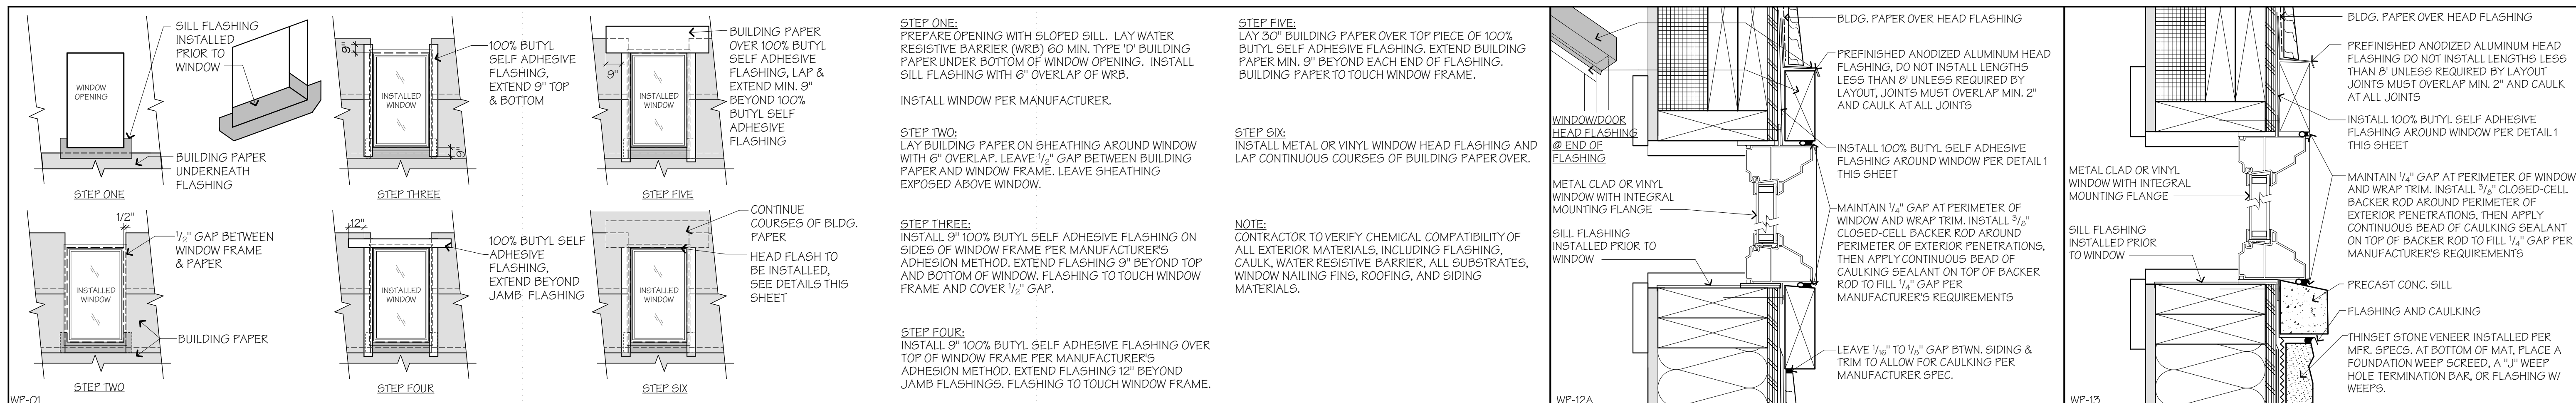 SILL FLASHING
INSTALLED
PRIOR TO
WINDOW
WINDOW
OPENING
BUILDING PAPER
UNDERNEATH
FLASHING
STEP ONE
9"
100% BUTYL
SELF ADHESIVE
FLASHING,
EXTEND 9" TOP
& BOTTOM
INSTALLED
WINDOW
9"
STEP THREE
BUILDING PAPER
OVER 100% BUTYL
SELF ADHESIVE
FLASHING, LAP &
EXTEND MIN. 9"
BEYOND 100%
BUTYL SELF
ADHESIVE
FLASHING
9"
INSTALLED
WINDOW
STEP FIVE
1/2"
1/2" GAP BETWEEN
WINDOW FRAME
& PAPER
INSTALLED
WINDOW
BUILDING PAPER
STEP TWO
12"
100% BUTYL SELF
ADHESIVE
FLASHING,
EXTEND BEYOND
JAMB FLASHING
INSTALLED
WINDOW
STEP FOUR
CONTINUE
COURSES OF BLDG.
PAPER
HEAD FLASH TO
BE INSTALLED,
SEE DETAILS THIS
SHEET
INSTALLED
WINDOW
STEP SIX
WP-01
STEP ONE:
PREPARE OPENING WITH SLOPED SILL. LAY WATER
RESISTIVE BARRIER (WRB) 60 MIN. TYPE 'D' BUILDING
PAPER UNDER BOTTOM OF WINDOW OPENING. INSTALL
SILL FLASHING WITH 6" OVERLAP OF WRB.
INSTALL WINDOW PER MANUFACTURER.
STEP TWO:
LAY BUILDING PAPER ON SHEATHING AROUND WINDOW
WITH 6" OVERLAP. LEAVE 1/2" GAP BETWEEN BUILDING
PAPER AND WINDOW FRAME. LEAVE SHEATHING
EXPOSED ABOVE WINDOW.
STEP THREE:
INSTALL 9" 100% BUTYL SELF ADHESIVE FLASHING ON
SIDES OF WINDOW FRAME PER MANUFACTURER'S
ADHESION METHOD. EXTEND FLASHING 9" BEYOND TOP
AND BOTTOM OF WINDOW. FLASHING TO TOUCH WINDOW
FRAME AND COVER 1/2" GAP.
STEP FOUR:
INSTALL 9" 100% BUTYL SELF ADHESIVE FLASHING OVER
TOP OF WINDOW FRAME PER MANUFACTURER'S
ADHESION METHOD. EXTEND FLASHING 12" BEYOND
JAMB FLASHINGS. FLASHING TO TOUCH WINDOW FRAME.
STEP FIVE:
LAY 30" BUILDING PAPER OVER TOP PIECE OF 100%
BUTYL SELF ADHESIVE FLASHING. EXTEND BUILDING
PAPER MIN. 9" BEYOND EACH END OF FLASHING.
BUILDING PAPER TO TOUCH WINDOW FRAME.
STEP SIX:
INSTALL METAL OR VINYL WINDOW HEAD FLASHING AND
LAP CONTINUOUS COURSES OF BUILDING PAPER OVER.
NOTE:
CONTRACTOR TO VERIFY CHEMICAL COMPATIBILITY OF
ALL EXTERIOR MATERIALS, INCLUDING FLASHING,
CAULK, WATER RESISTIVE BARRIER, ALL SUBSTRATES,
WINDOW NAILING FINS, ROOFING, AND SIDING
MATERIALS.
WINDOW/DOOR
HEAD FLASHING
@ END OF
FLASHING
METAL CLAD OR VINYL
WINDOW WITH INTEGRAL
MOUNTING FLANGE
SILL FLASHING
INSTALLED PRIOR TO
WINDOW
BLDG. PAPER OVER HEAD FLASHING
PREFINISHED ANODIZED ALUMINUM HEAD
FLASHING, DO NOT INSTALL LENGTHS
LESS THAN 8' UNLESS REQUIRED BY
LAYOUT, JOINTS MUST OVERLAP MIN. 2"
AND CAULK AT ALL JOINTS
INSTALL 100% BUTYL SELF ADHESIVE
FLASHING AROUND WINDOW PER DETAIL 1
THIS SHEET
MAINTAIN 1/4" GAP AT PERIMETER OF
WINDOW AND WRAP TRIM. INSTALL 3/8"
CLOSED-CELL BACKER ROD AROUND
PERIMETER OF EXTERIOR PENETRATIONS,
THEN APPLY CONTINUOUS BEAD OF
CAULKING SEALANT ON TOP OF BACKER
ROD TO FILL 1/4" GAP PER
MANUFACTURER'S REQUIREMENTS
LEAVE 1/16" TO 1/8" GAP BTWN. SIDING &
TRIM TO ALLOW FOR CAULKING PER
MANUFACTURER SPEC.
WP-12A
METAL CLAD OR VINYL
WINDOW WITH INTEGRAL
MOUNTING FLANGE
SILL FLASHING
INSTALLED PRIOR
TO WINDOW
BLDG. PAPER OVER HEAD FLASHING
PREFINISHED ANODIZED ALUMINUM HEAD
FLASHING DO NOT INSTALL LENGTHS LESS
THAN 8' UNLESS REQUIRED BY LAYOUT
JOINTS MUST OVERLAP MIN. 2" AND CAULK
AT ALL JOINTS
INSTALL 100% BUTYL SELF ADHESIVE
FLASHING AROUND WINDOW PER DETAIL 1
THIS SHEET
MAINTAIN 1/4" GAP AT PERIMETER OF WINDOW
AND WRAP TRIM. INSTALL 3/8" CLOSED-CELL
BACKER ROD AROUND PERIMETER OF
EXTERIOR PENETRATIONS, THEN APPLY
CONTINUOUS BEAD OF CAULKING SEALANT
ON TOP OF BACKER ROD TO FILL 1/4" GAP PER
MANUFACTURER'S REQUIREMENTS
PRECAST CONC. SILL
FLASHING AND CAULKING
THINSET STONE VENEER INSTALLED PER
MFR. SPECS. AT BOTTOM OF MAT, PLACE A
FOUNDATION WEEP SCREED, A "J" WEEP
HOLE TERMINATION BAR, OR FLASHING W/
WEEPS.
WP-13